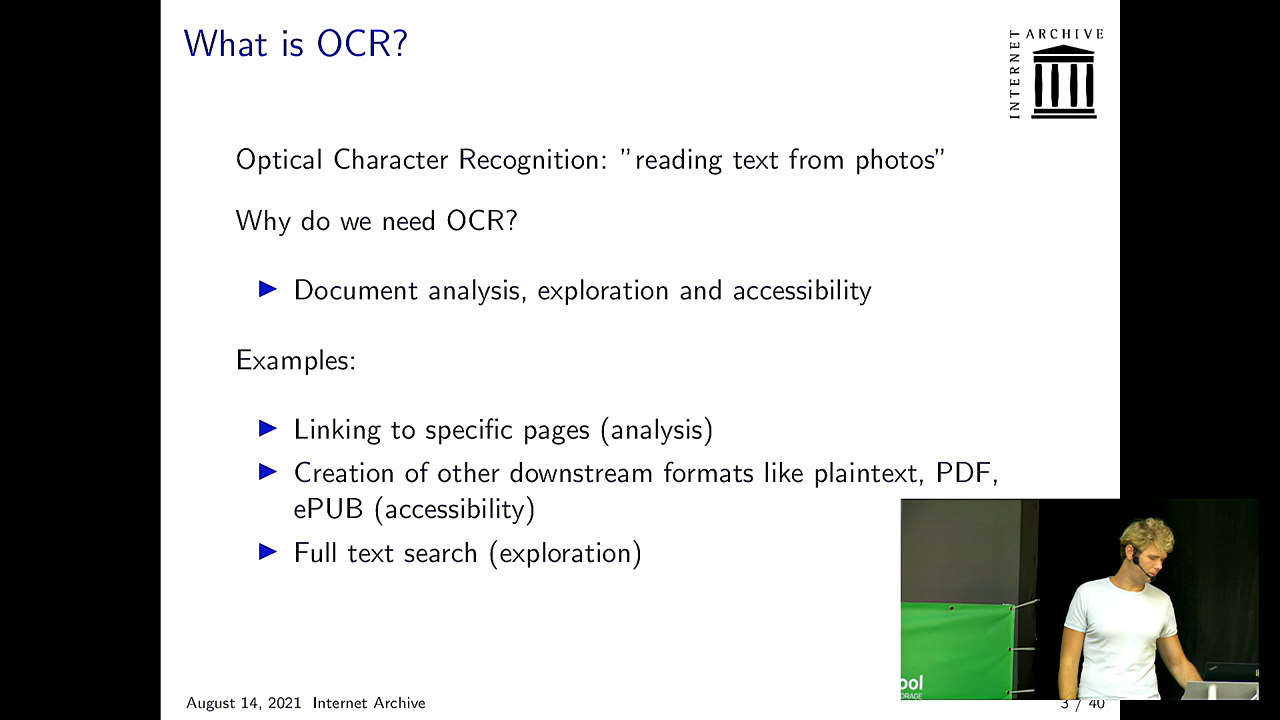 What is OCR?
INTERNET ARCHIVE
Optical Character Recognition: ”reading text from photos”
Why do we need OCR?
Document analysis, exploration and accessibility
Examples:
Linking to specific pages (analysis)
Creation of other downstream formats like plaintext, PDF,
ePUB (accessibility)
Full text search (exploration)
ool
ORAGE
August 14, 2021 Internet Archive
3 / 40